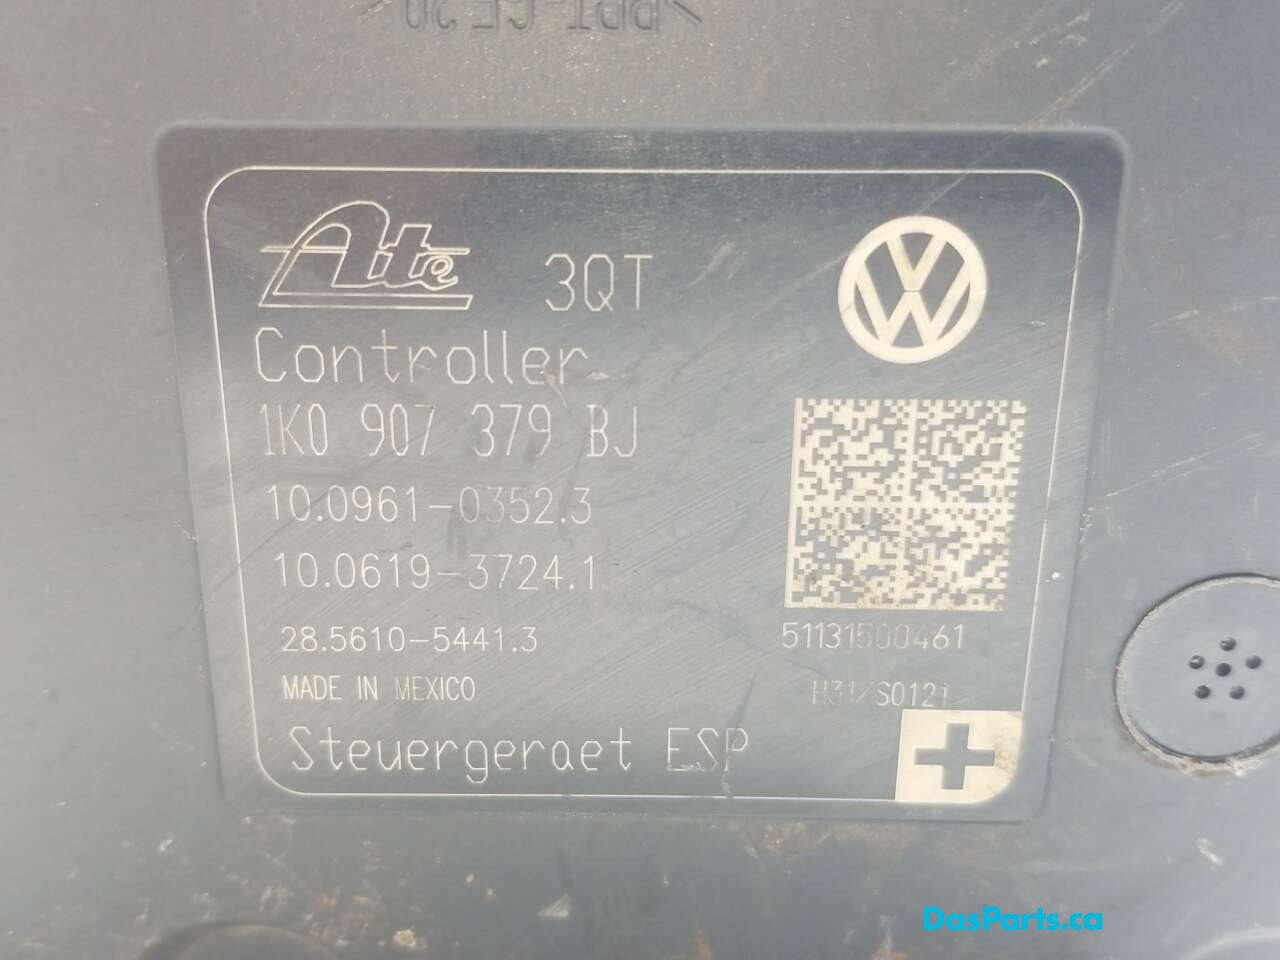 Ate 3QT
Controller
1K0 907 379 BJ
10.0961-0352.3
10.0619-3724.1
28.5610-5441.3
51131500461
MADE IN MEXICO
H31/S0121
Steuergeraet ESP
DasParts.ca